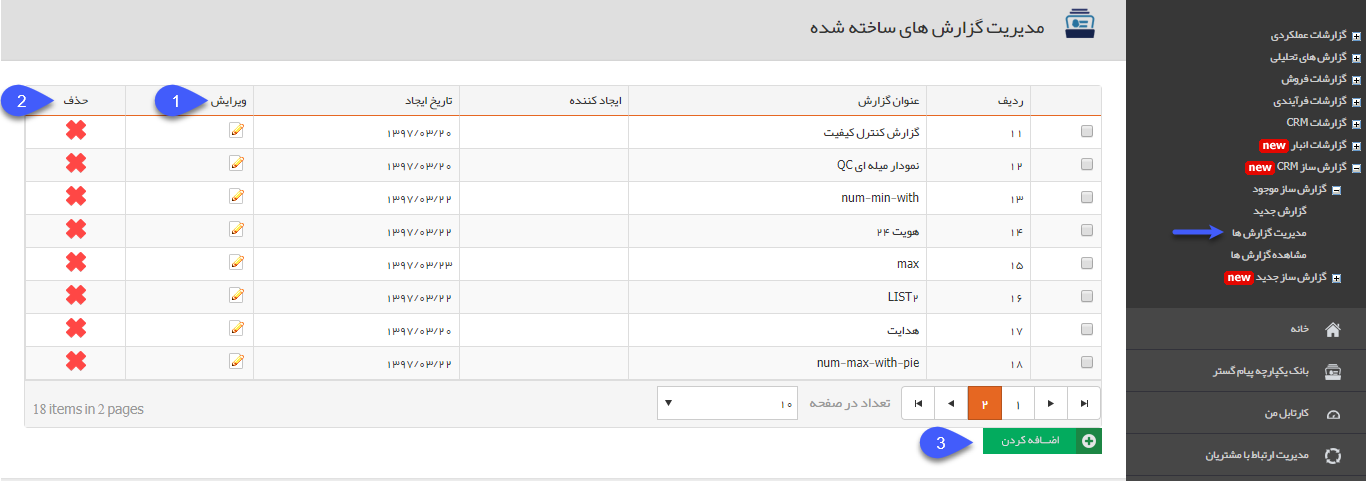 مدیریت گزارش های ساخته شده
گزارشات عملکردی
گزارش های تحلیلی
گزارشات فروش
گزارشات فرآیندی
گزارشات CRM
گزارشات انبار new
گزارش ساز CRM new
گزارش ساز موجود
گزارش جدید
مدیریت گزارش ها
مشاهده گزارش ها
گزارش ساز جدید new
خانه
بانک یکپارچه پیام گستر
کارتابل من
مدیریت ارتباط با مشتریان
ردیف عنوان گزارش ایجاد کننده تاریخ ایجاد ویرایش 1 حذف 2
۱۱ گزارش کنترل کیفیت ۱۳۹۷/۰۳/۲۰
۱۲ نمودار میله ای QC ۱۳۹۷/۰۳/۲۰
۱۳ num-min-with ۱۳۹۷/۰۳/۲۲
۱۴ هویت ۲۴ ۱۳۹۷/۰۳/۲۲
۱۵ max ۱۳۹۷/۰۳/۲۳
۱۶ LIST۲ ۱۳۹۷/۰۳/۲۲
۱۷ هدایت ۱۳۹۷/۰۳/۲۰
۱۸ num-max-with-pie ۱۳۹۷/۰۳/۲۲
۱ ۲ تعداد در صفحه ۱۰ 18 items in 2 pages
اضافه کردن 3